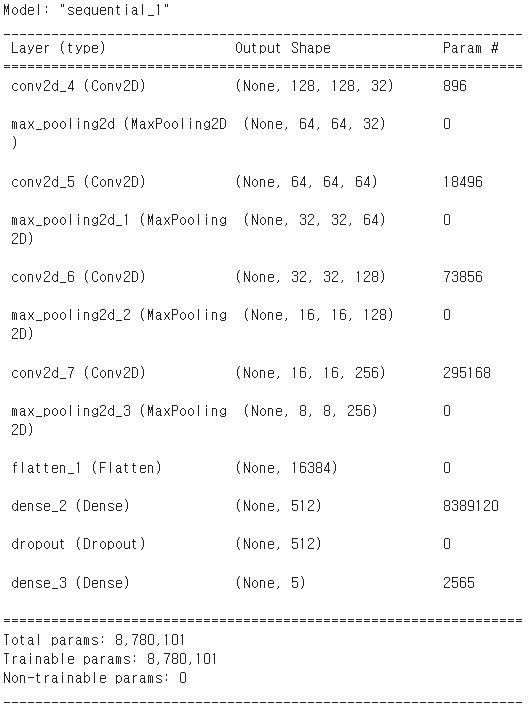 Model: "sequential_1"
_________________________________________________________________
Layer (type) Output Shape Param #
=================================================================
conv2d_4 (Conv2D) (None, 128, 128, 32) 896
max_pooling2d (MaxPooling2D (None, 64, 64, 32) 0
)
conv2d_5 (Conv2D) (None, 64, 64, 64) 18496
max_pooling2d_1 (MaxPooling (None, 32, 32, 64) 0
2D)
conv2d_6 (Conv2D) (None, 32, 32, 128) 73856
max_pooling2d_2 (MaxPooling (None, 16, 16, 128) 0
2D)
conv2d_7 (Conv2D) (None, 16, 16, 256) 295168
max_pooling2d_3 (MaxPooling (None, 8, 8, 256) 0
2D)
flatten_1 (Flatten) (None, 16384) 0
dense_2 (Dense) (None, 512) 8389120
dropout (Dropout) (None, 512) 0
dense_3 (Dense) (None, 5) 2565
=================================================================
Total params: 8,780,101
Trainable params: 8,780,101
Non-trainable params: 0
_________________________________________________________________